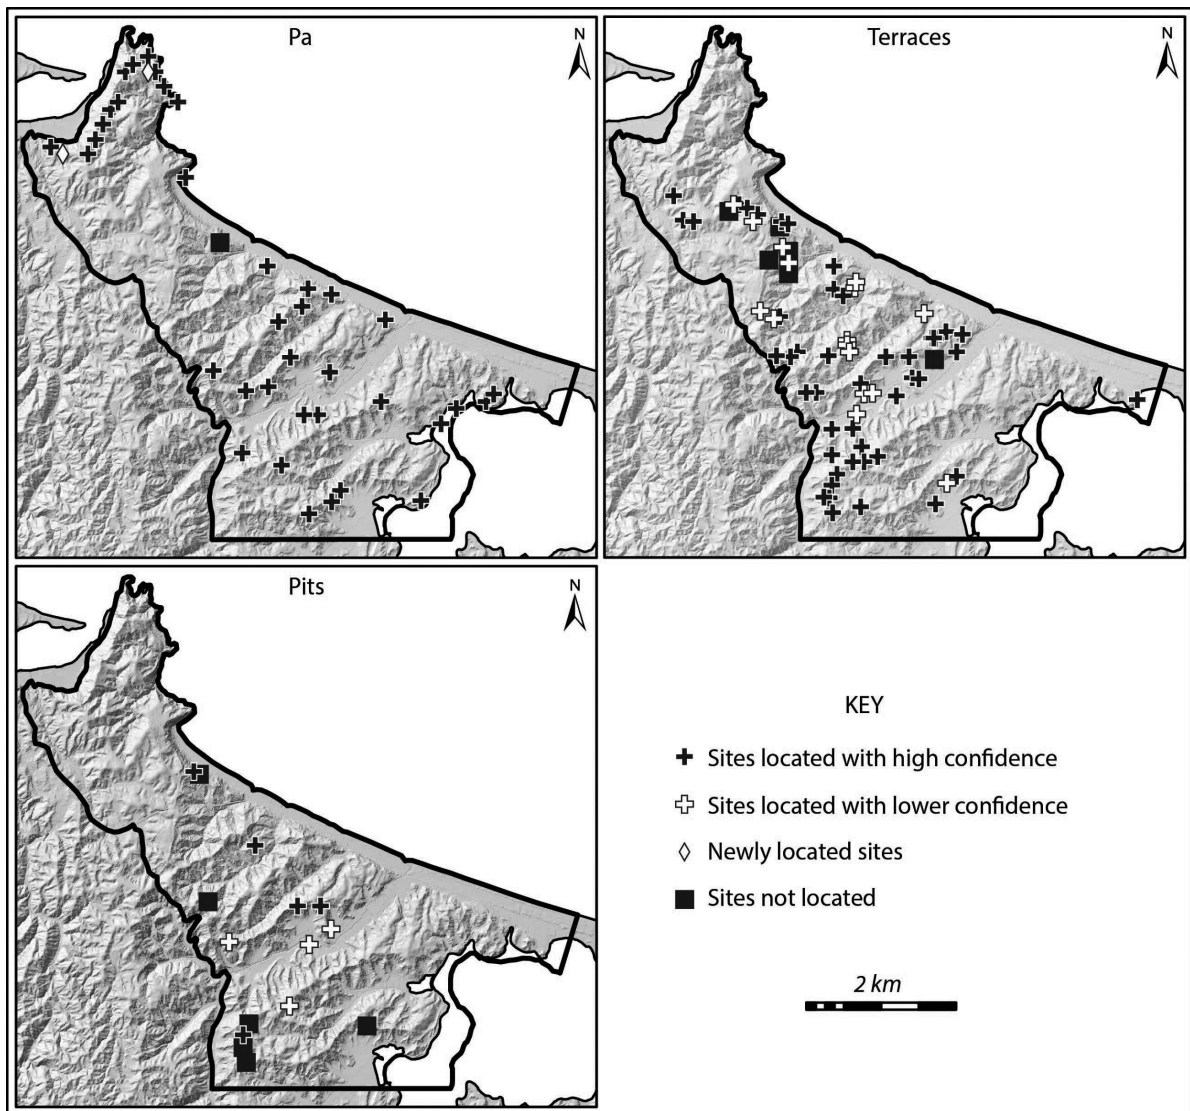 Pa
N
Terraces
N
Pits
N
KEY
Sites located with high confidence
Sites located with lower confidence
Newly located sites
Sites not located
2 km